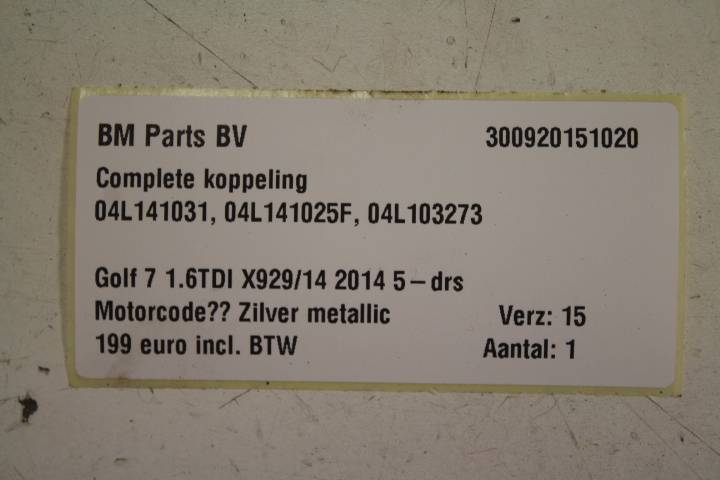 BM Parts BV 300920151020
Complete koppeling
04L141031, 04L141025F, 04L103273
Golf 7 1.6TDI X929/14 2014 5-drs
Motorcode?? Zilver metallic Verz: 15
199 euro incl. BTW Aantal: 1